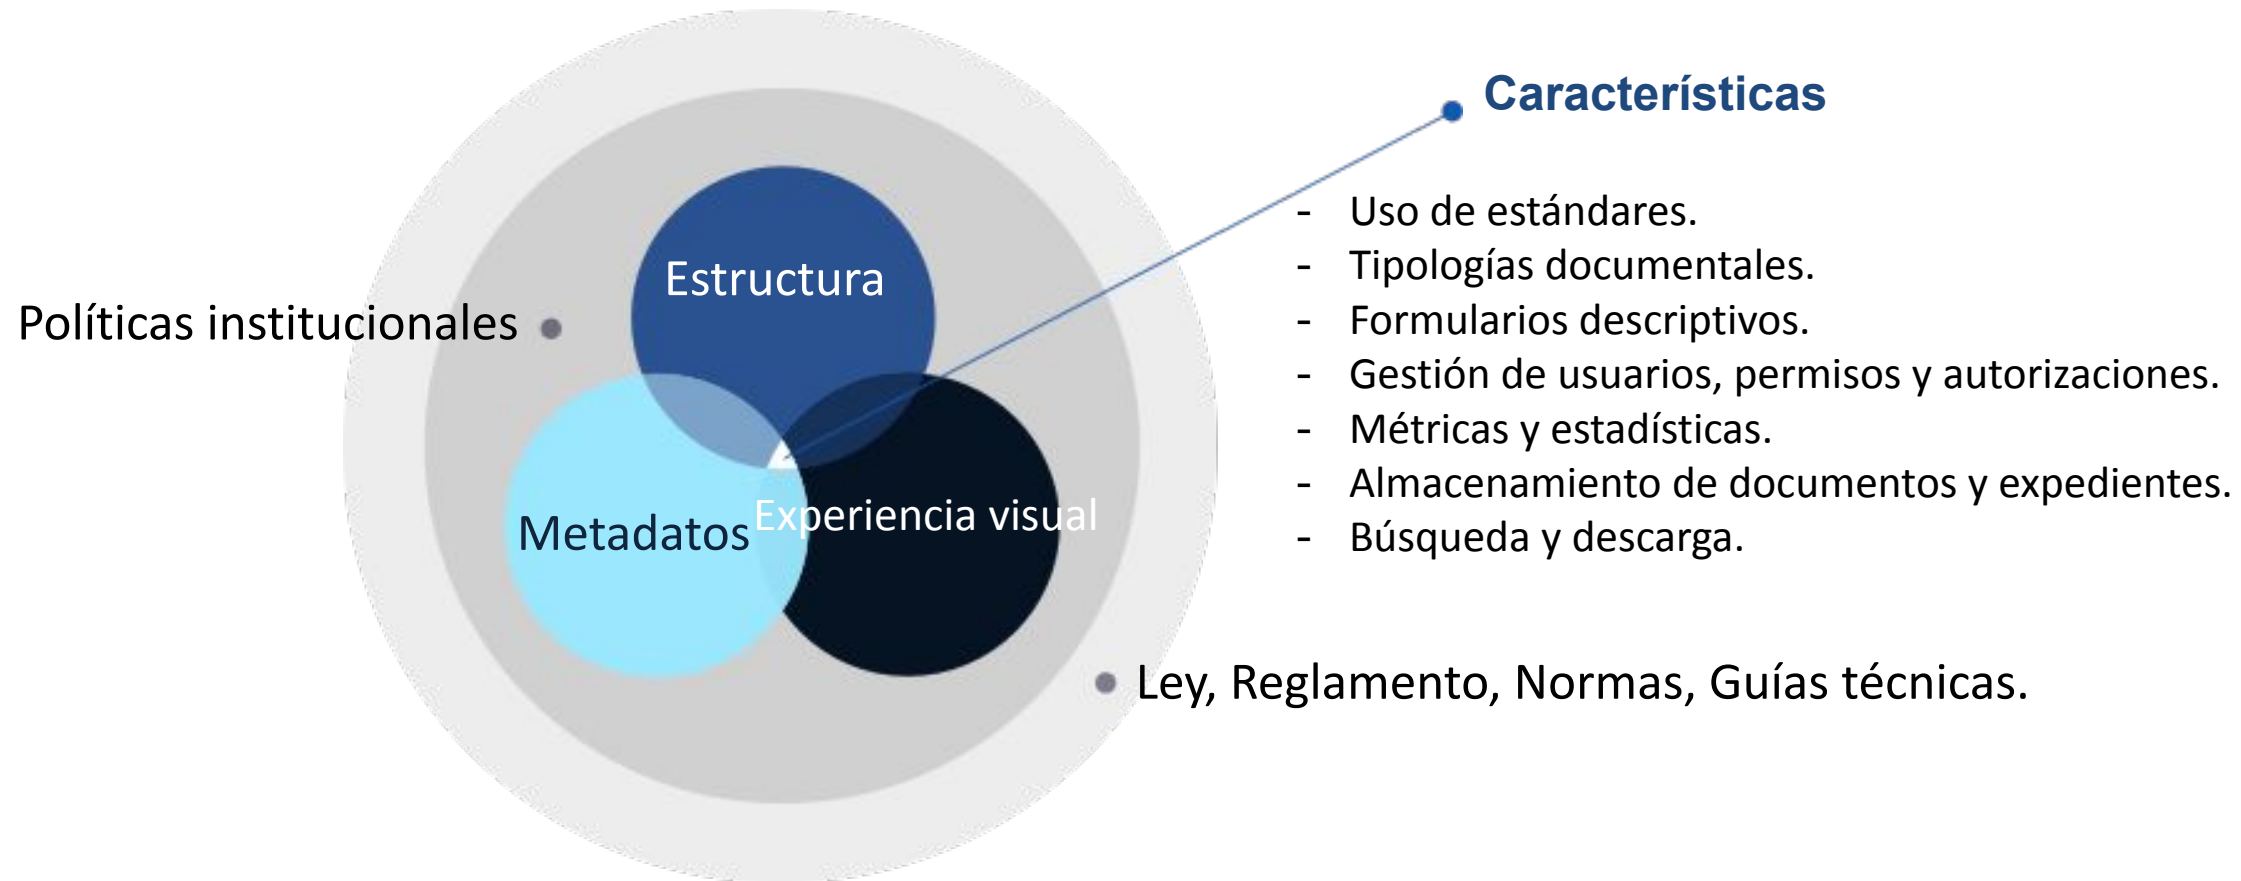 Características
- Uso de estándares.
- Tipologías documentales.
- Formularios descriptivos.
- Gestión de usuarios, permisos y autorizaciones.
- Métricas y estadísticas.
- Almacenamiento de documentos y expedientes.
- Búsqueda y descarga.
Estructura
Políticas institucionales
Metadatos
Experiencia visual
Ley, Reglamento, Normas, Guías técnicas.